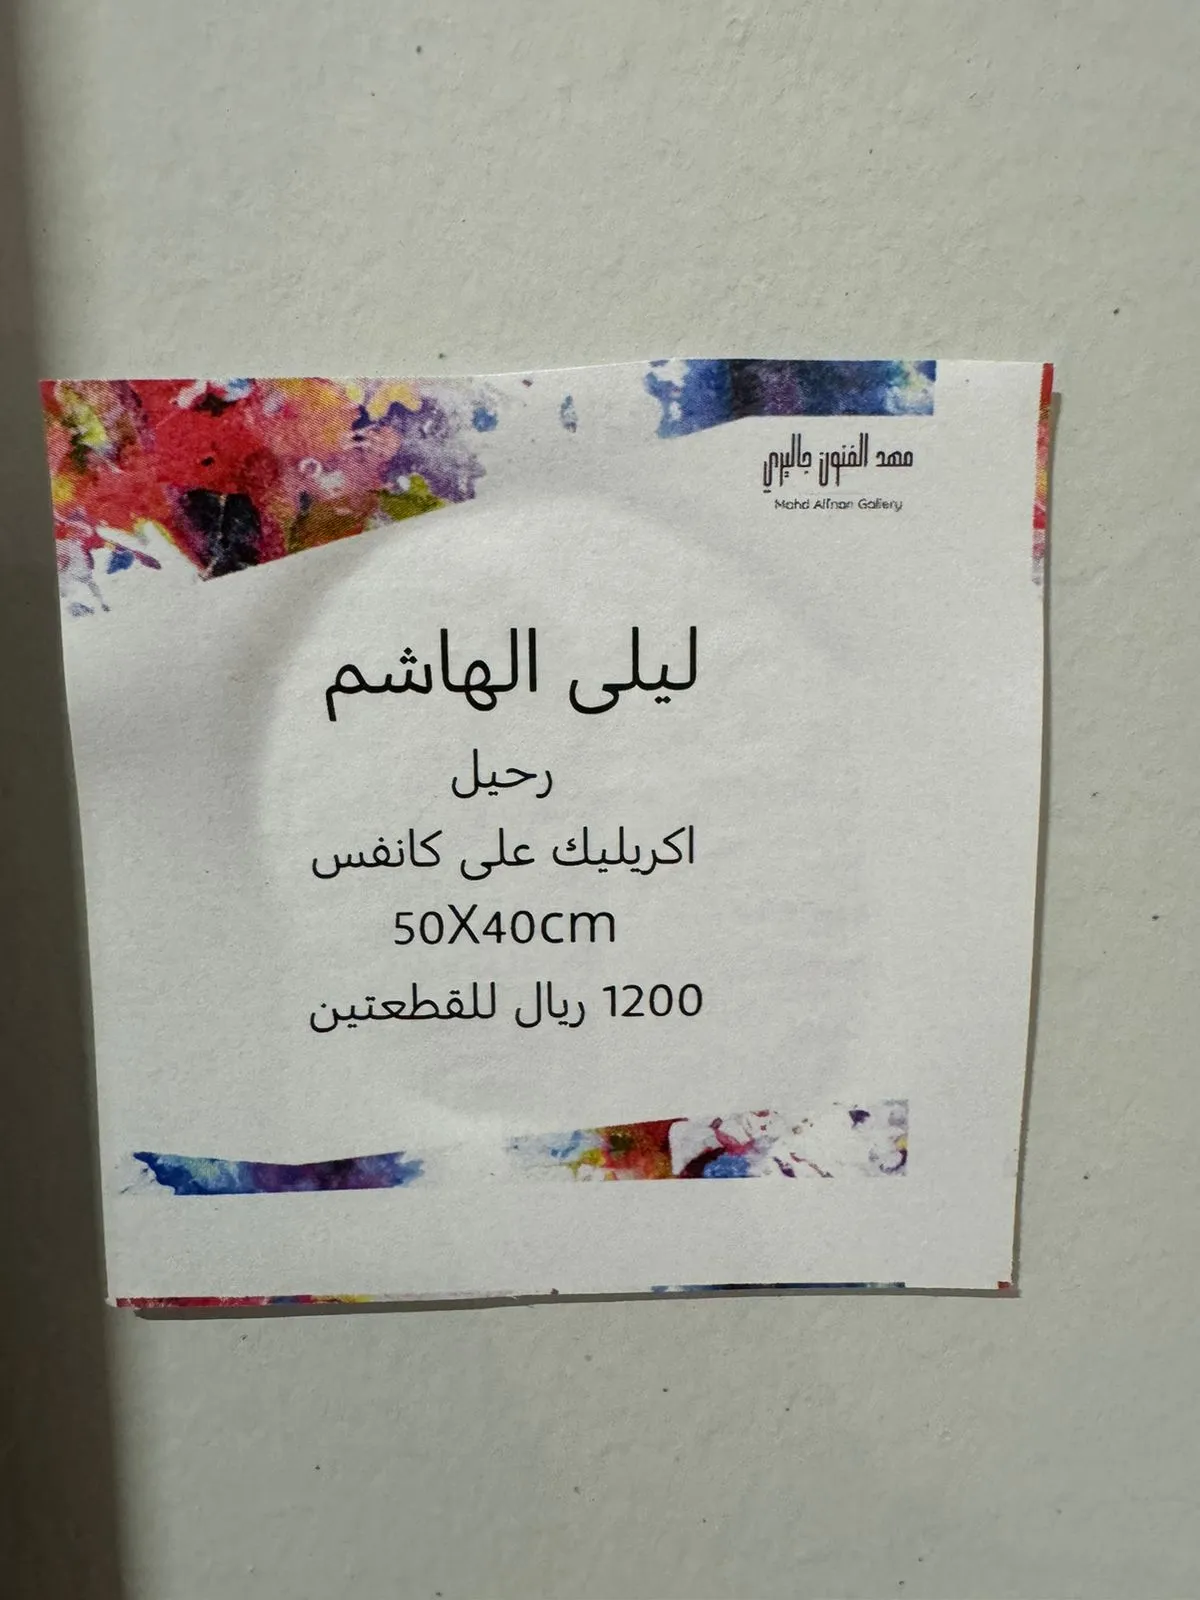 مهد الفنون جاليري
Mahd Alfnon Gallery
ليلى الهاشم
رحيل
اكريليك على كانفس
50X40cm
1200 ريال للقطعتين